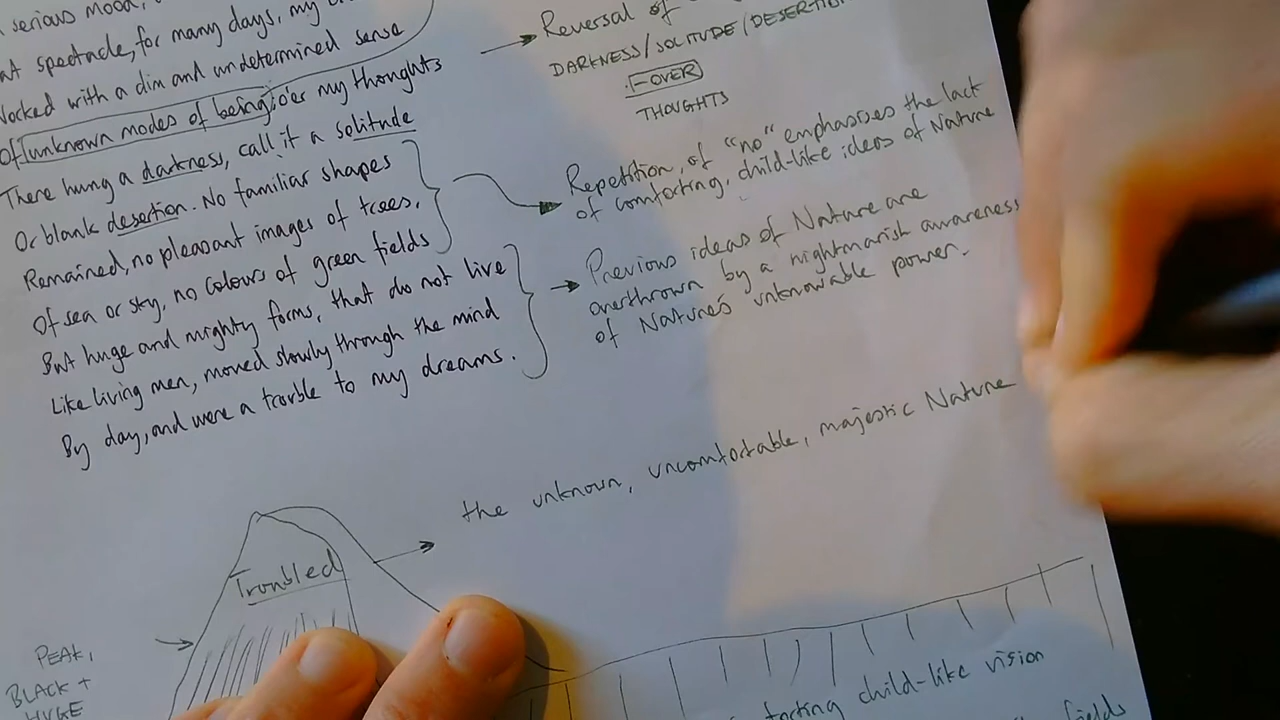 serious mood,
spectacle, for many days, my
with a dim and undetermined sense
Of unknown modes of being; o'er my thoughts
There hung a darkness, call it a solitude
Or blank desertion. No familiar shapes
Remained, no pleasant images of trees,
Of sea or sky, no colours of green fields
But huge and mighty forms, that do not live
Like living men, moved slowly through the mind
By day, and were a trouble to my dreams.
Reversal of
DARKNESS/SOLITUDE/DESERTION
OVER
THOUGHTS
Repetition of "no" emphasises the lack
of comforting, child-like ideas of Nature
Previous ideas of Nature are
overthrown by a nightmarish awareness
of Nature's unknowable power.
the unknown, uncomfortable, majestic Nature
Troubled
PEAK,
BLACK +
HUGE
child-like vision
fields